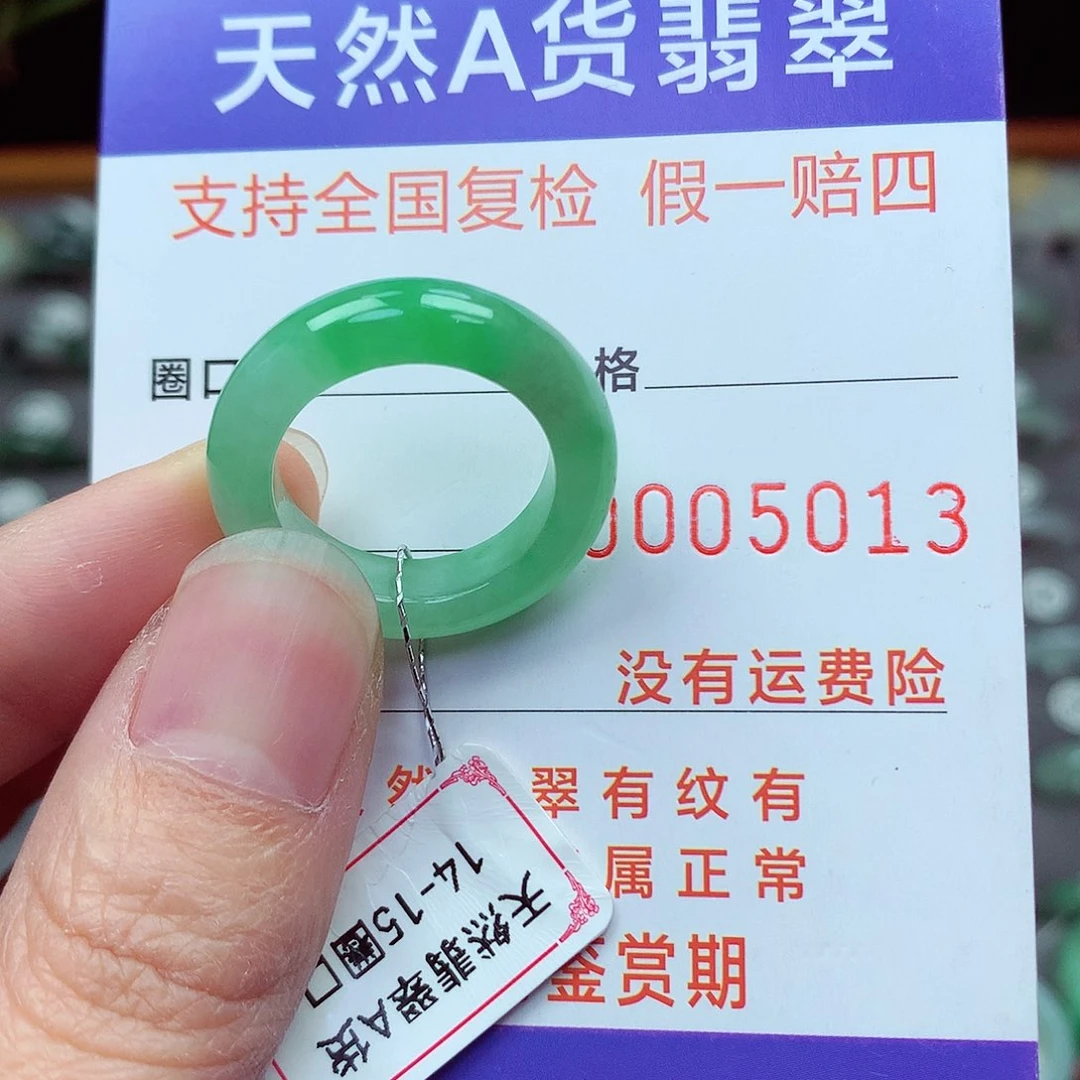 天然A货翡翠
支持全国复检 假一赔四
圈口
格
005013
没有运费险
翠有纹有
属正常
鉴赏期
天然翡翠A货
14-15圈口